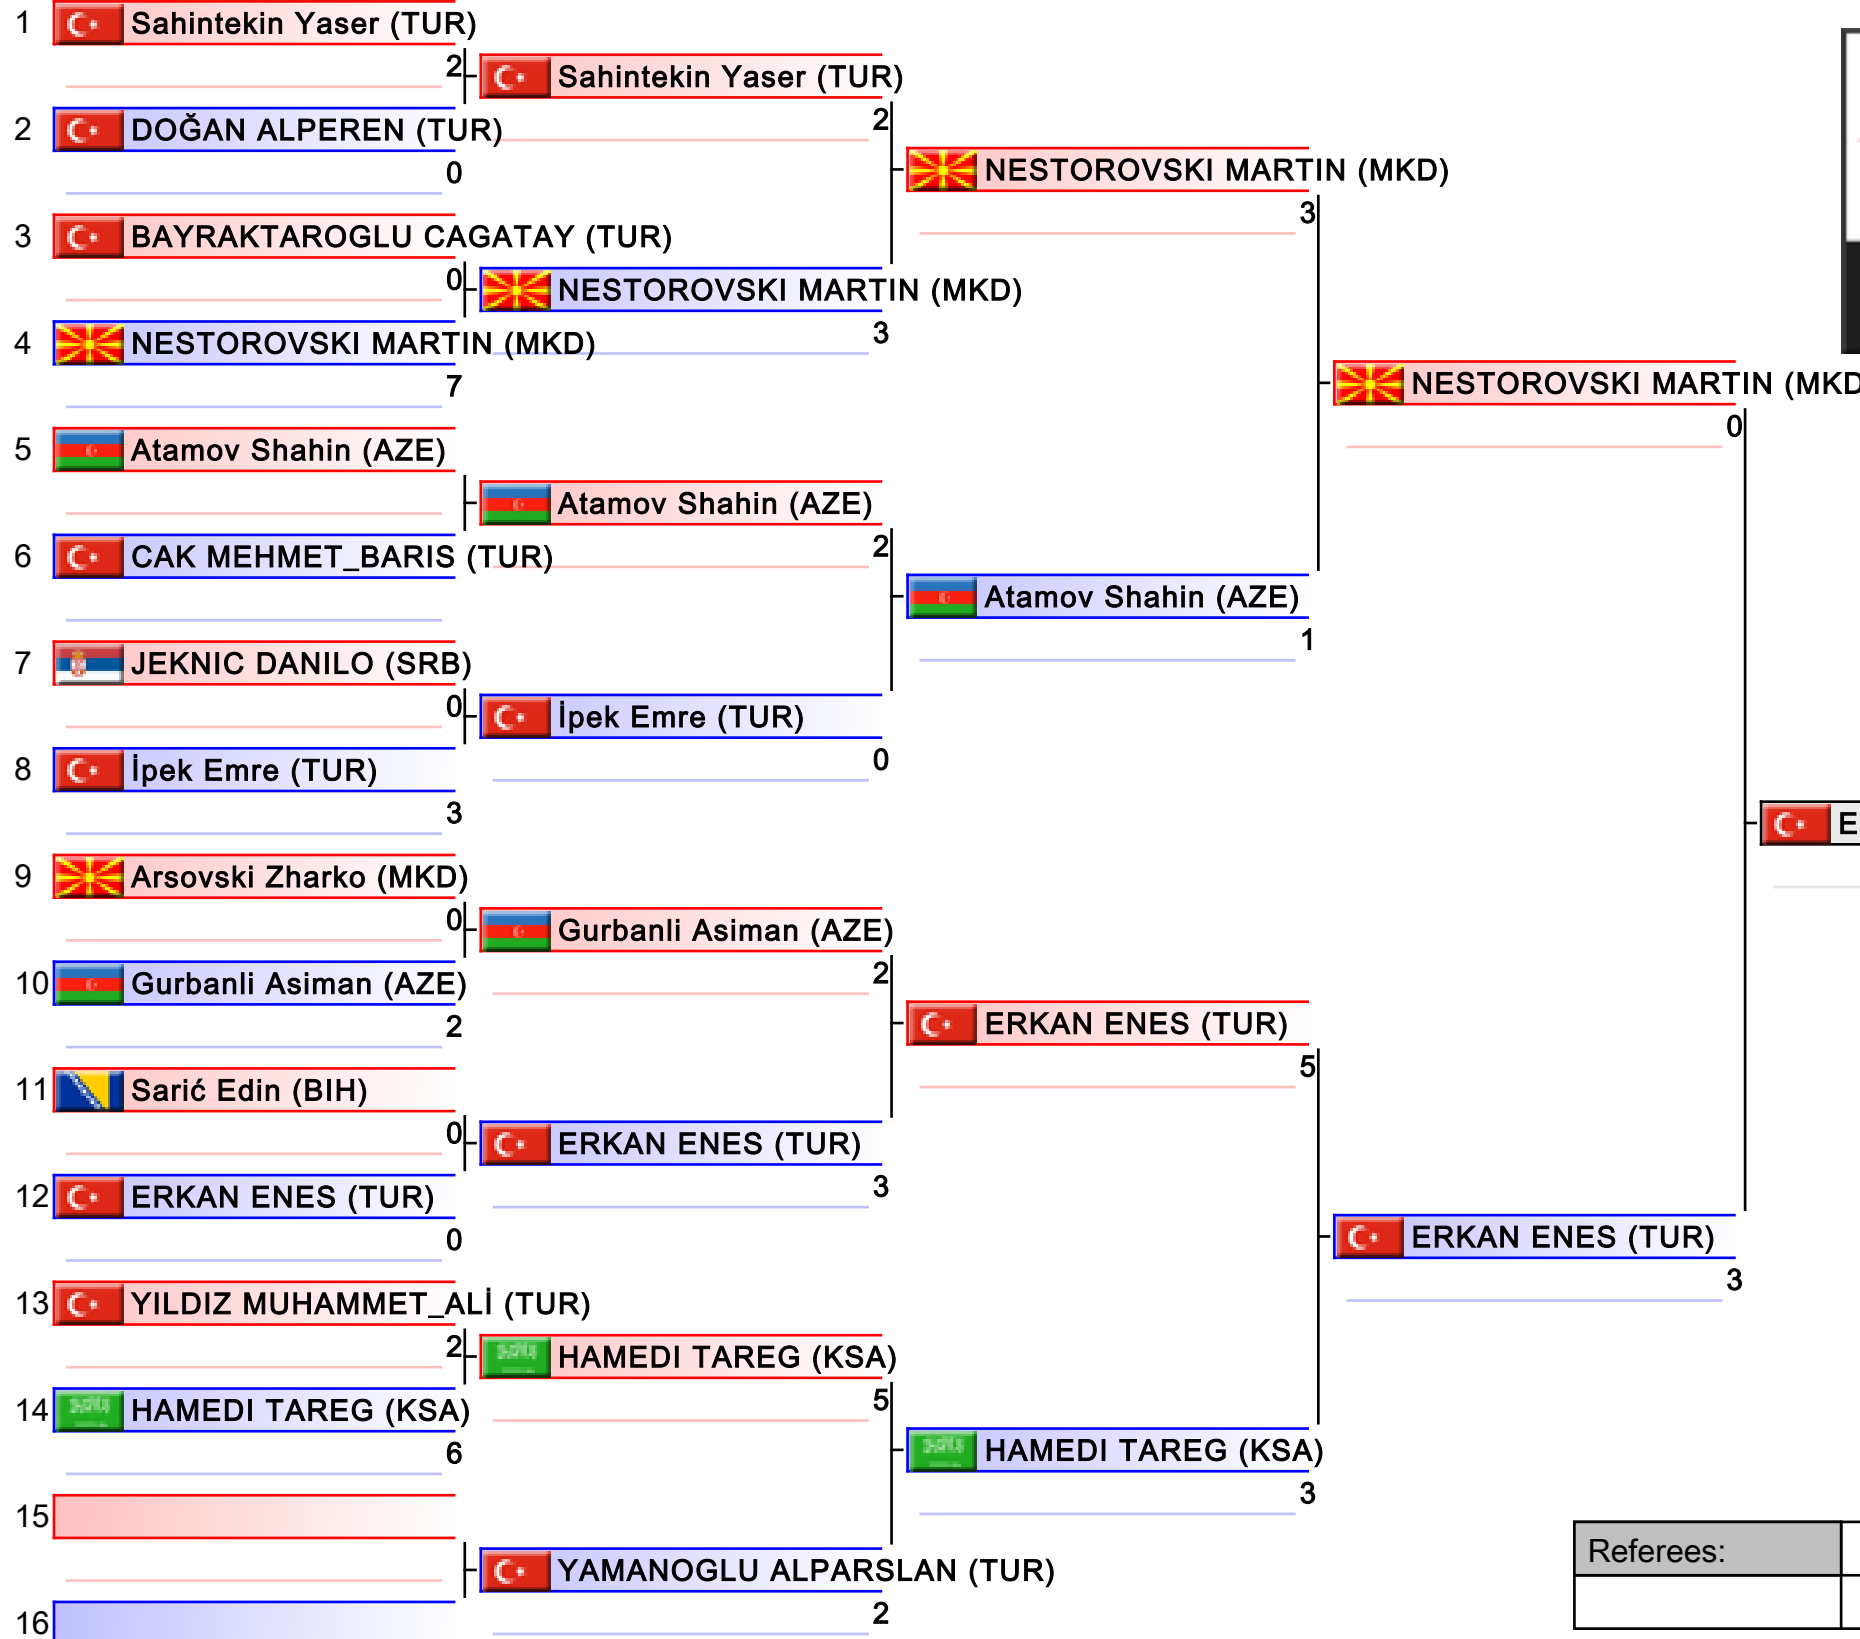 1 Sahintekin Yaser (TUR)
2
Sahintekin Yaser (TUR)
2 DOĞAN ALPEREN (TUR)
2
0
NESTOROVSKI MARTIN (MKD)
3
3 BAYRAKTAROGLU CAGATAY (TUR)
0
NESTOROVSKI MARTIN (MKD)
3
4 NESTOROVSKI MARTIN (MKD)
7
NESTOROVSKI MARTIN (MKD
0
5 Atamov Shahin (AZE)
Atamov Shahin (AZE)
2
6 CAK MEHMET_BARIS (TUR)
Atamov Shahin (AZE)
1
7 JEKNIC DANILO (SRB)
0
İpek Emre (TUR)
0
8 İpek Emre (TUR)
3
E
9 Arsovski Zharko (MKD)
0
Gurbanli Asiman (AZE)
2
10 Gurbanli Asiman (AZE)
2
ERKAN ENES (TUR)
5
11 Sarić Edin (BIH)
0
ERKAN ENES (TUR)
3
12 ERKAN ENES (TUR)
0
ERKAN ENES (TUR)
3
13 YILDIZ MUHAMMET_ALİ (TUR)
2
HAMEDI TAREG (KSA)
5
14 HAMEDI TAREG (KSA)
6
HAMEDI TAREG (KSA)
3
15
YAMANOGLU ALPARSLAN (TUR)
2
16
Referees: